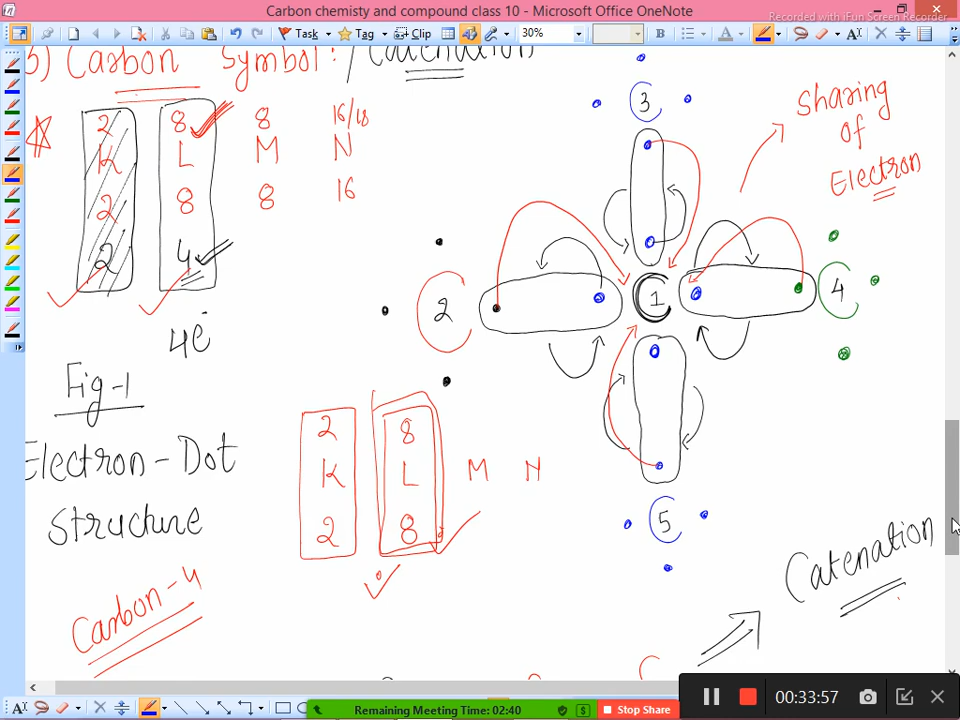 Carbon chemisty and compound class 10 - Microsoft Office OneNote
Recorded with iFun Screen Recorder
Task
Tag
Clip
30%
B
3) Carbon Symbol: / Catenation
2 8 8 16/18
K L M N
2 8 8 16
2 4
4e
Fig-1
Electron-Dot
Structure
Carbon-4
2 8
K L M N
2 8
3
2
1
4
5
Sharing
of
Electron
Catenation
C
Remaining Meeting Time: 02:40
Stop Share
00:33:57